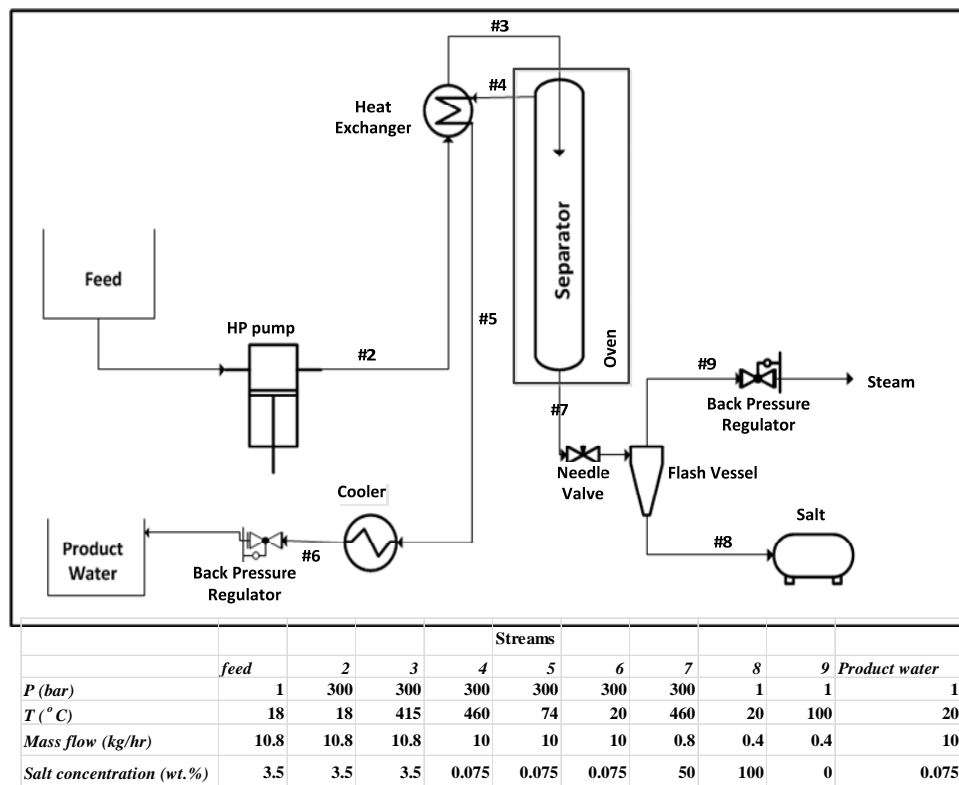 #3
#4
Heat
Exchanger
Separator
Oven
Feed
#5
HP pump
#2
#9
Steam
Back Pressure
Regulator
#7
Needle
Valve
Flash Vessel
Cooler
Salt
Product
Water
#6
#8
Back Pressure
Regulator
Streams
feed 2 3 4 5 6 7 8 9 Product water
P (bar) 1 300 300 300 300 300 300 1 1 1
T (°C) 18 18 415 460 74 20 460 20 100 20
Mass flow (kg/hr) 10.8 10.8 10.8 10 10 10 0.8 0.4 0.4 10
Salt concentration (wt.%) 3.5 3.5 3.5 0.075 0.075 0.075 50 100 0 0.075